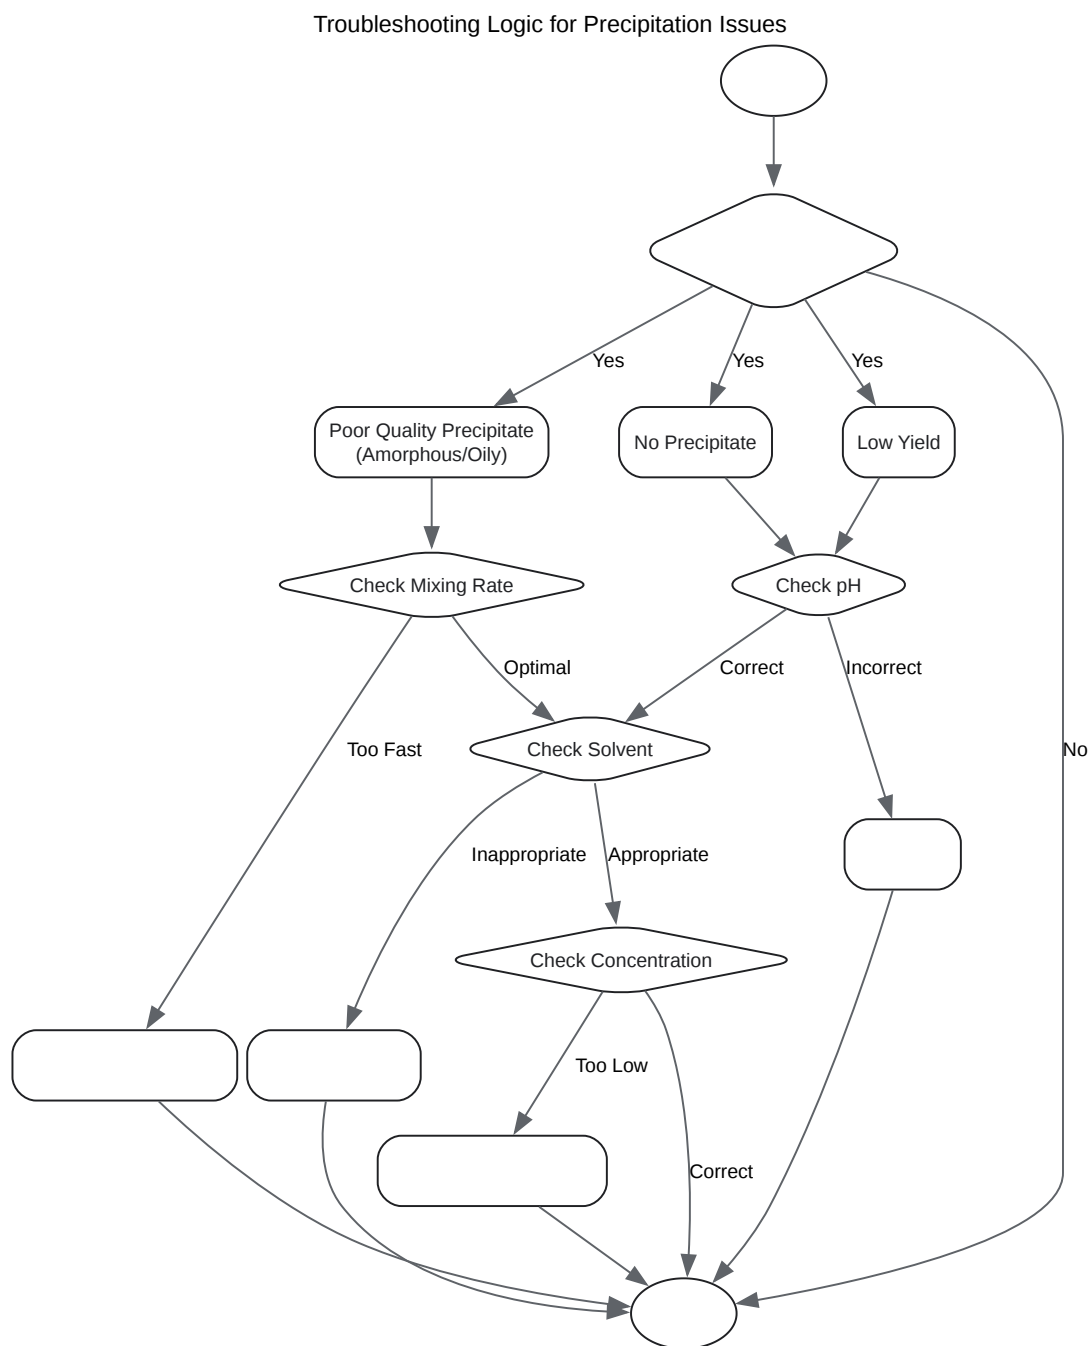 Troubleshooting Logic for Precipitation Issues
Yes
Yes
Yes
Poor Quality Precipitate
(Amorphous/Oily)
No Precipitate
Low Yield
Check Mixing Rate
Check pH
Optimal
Correct
Incorrect
Too Fast
Check Solvent
No
Inappropriate
Appropriate
Check Concentration
Too Low
Correct